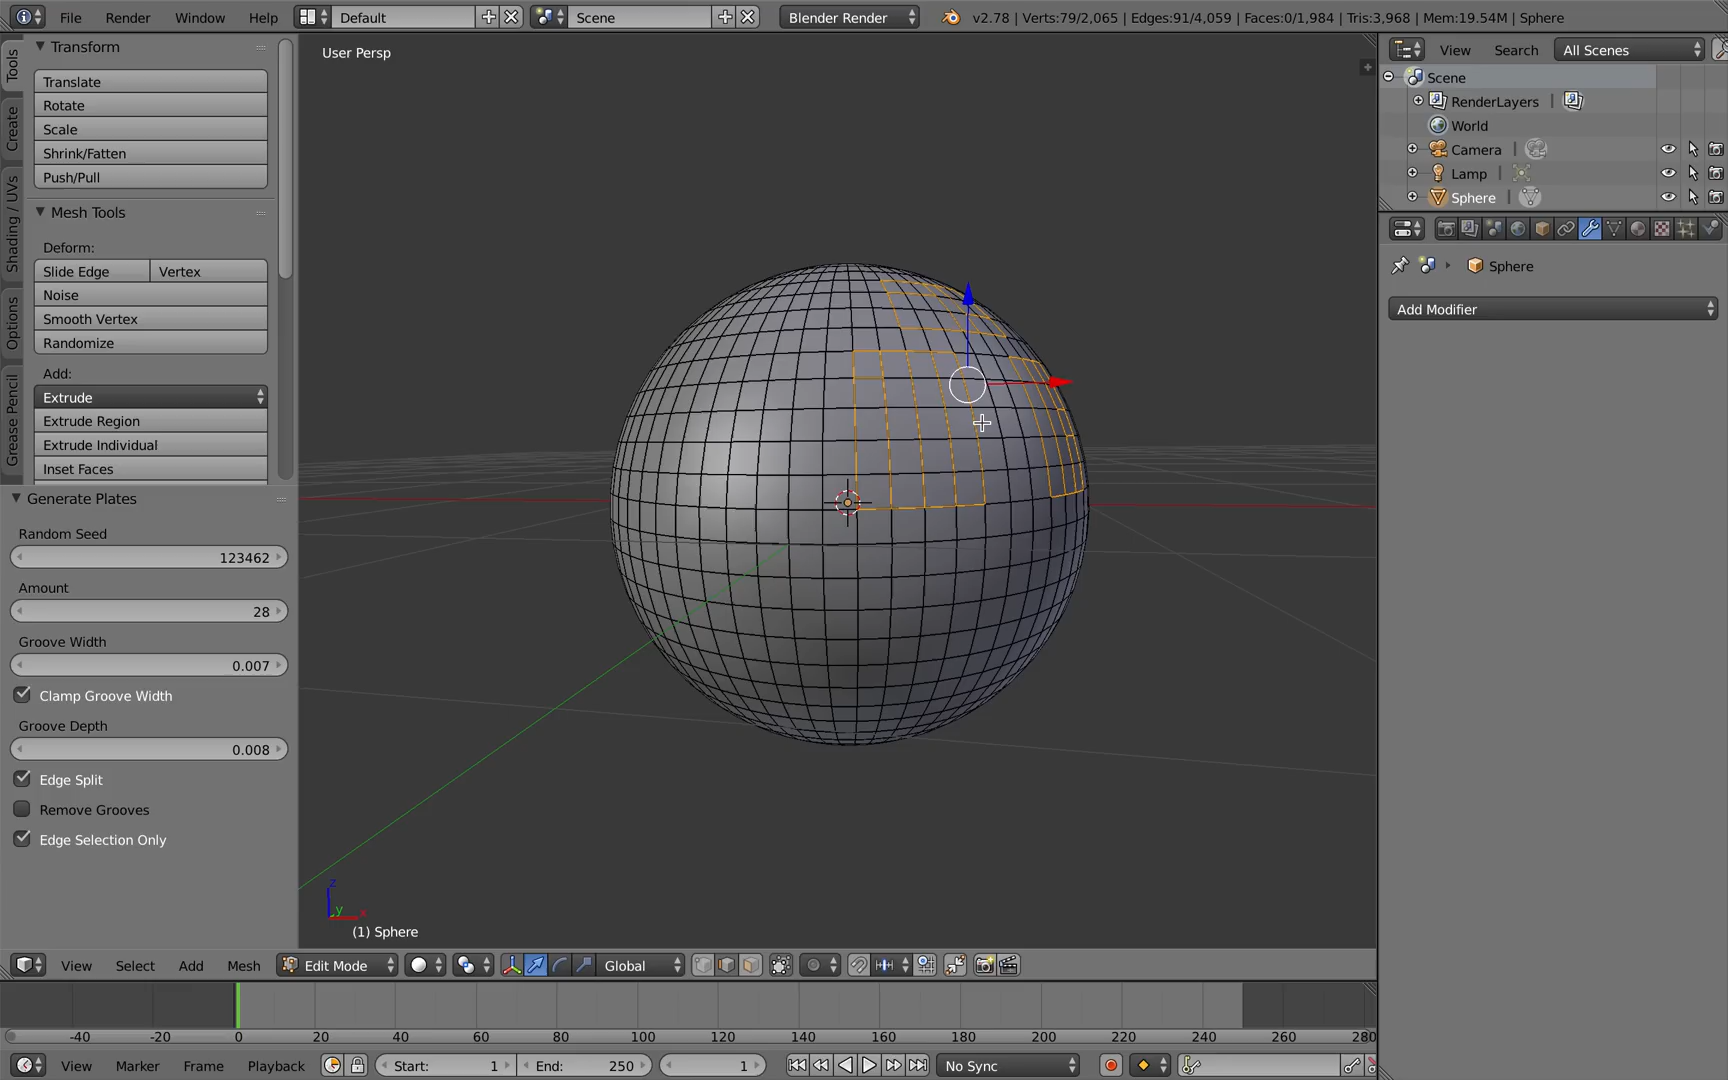 File Render Window Help Default Scene Blender Render v2.78 | Verts:79/2,065 | Edges:91/4,059 | Faces:0/1,984 | Tris:3,968 | Mem:19.54M | Sphere
Tools
Create
Shading / UVs
Options
Grease Pencil
Transform
Translate
Rotate
Scale
Shrink/Fatten
Push/Pull
Mesh Tools
Deform:
Slide Edge Vertex
Noise
Smooth Vertex
Randomize
Add:
Extrude
Extrude Region
Extrude Individual
Inset Faces
Generate Plates
Random Seed
123462
Amount
28
Groove Width
0.007
Clamp Groove Width
Groove Depth
0.008
Edge Split
Remove Grooves
Edge Selection Only
User Persp
z
y x
(1) Sphere
View Search All Scenes
Scene
RenderLayers |
World
Camera |
Lamp |
Sphere |
Sphere
Add Modifier
View Select Add Mesh Edit Mode Global
-40 -20 0 20 40 60 80 100 120 140 160 180 200 220 240 260 280
View Marker Frame Playback Start: 1 End: 250 1 No Sync